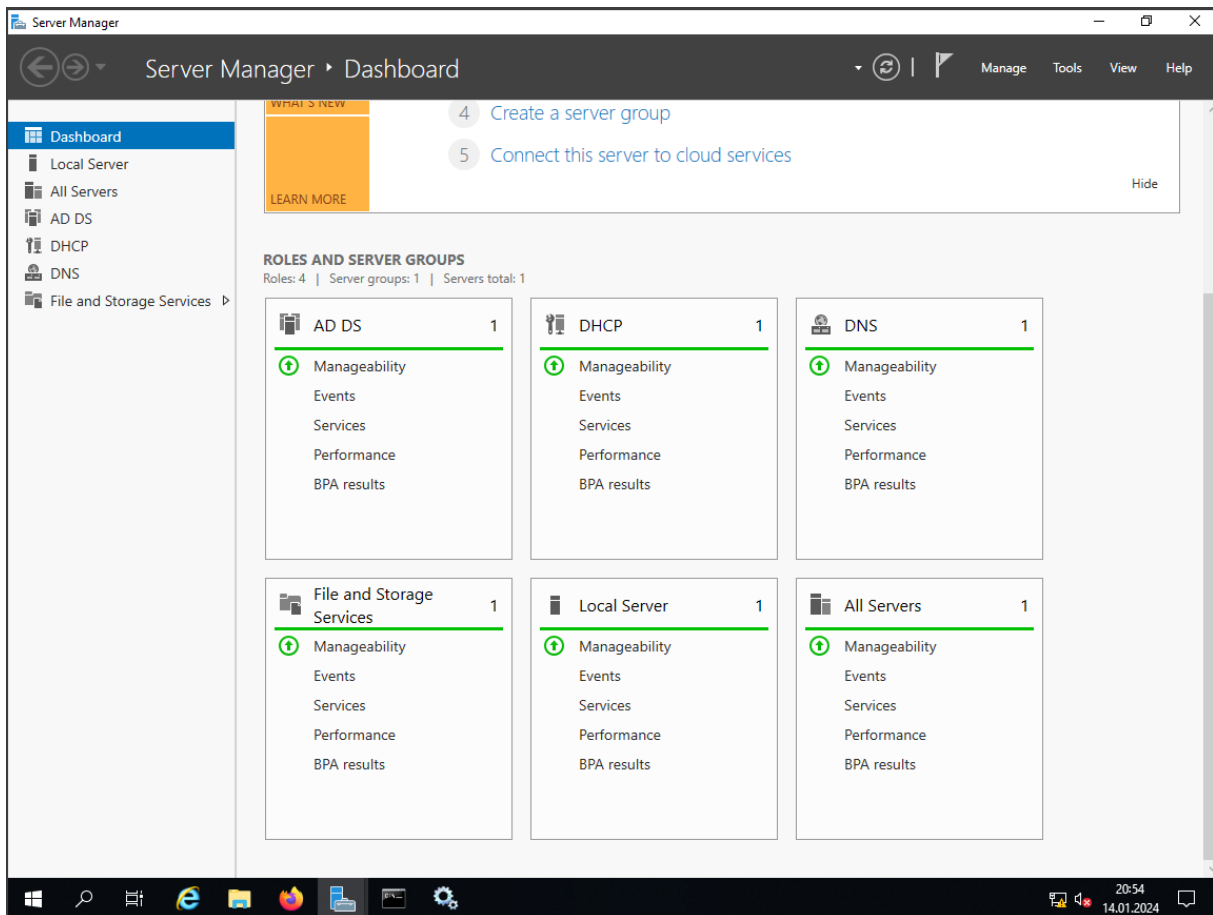 Server Manager
Server Manager ‣ Dashboard
Manage Tools View Help
Dashboard
Local Server
All Servers
AD DS
DHCP
DNS
File and Storage Services
WHAT'S NEW
LEARN MORE
4 Create a server group
5 Connect this server to cloud services
Hide
ROLES AND SERVER GROUPS
Roles: 4 | Server groups: 1 | Servers total: 1
AD DS 1
Manageability
Events
Services
Performance
BPA results
DHCP 1
Manageability
Events
Services
Performance
BPA results
DNS 1
Manageability
Events
Services
Performance
BPA results
File and Storage
Services 1
Manageability
Events
Services
Performance
BPA results
Local Server 1
Manageability
Events
Services
Performance
BPA results
All Servers 1
Manageability
Events
Services
Performance
BPA results
20:54
14.01.2024